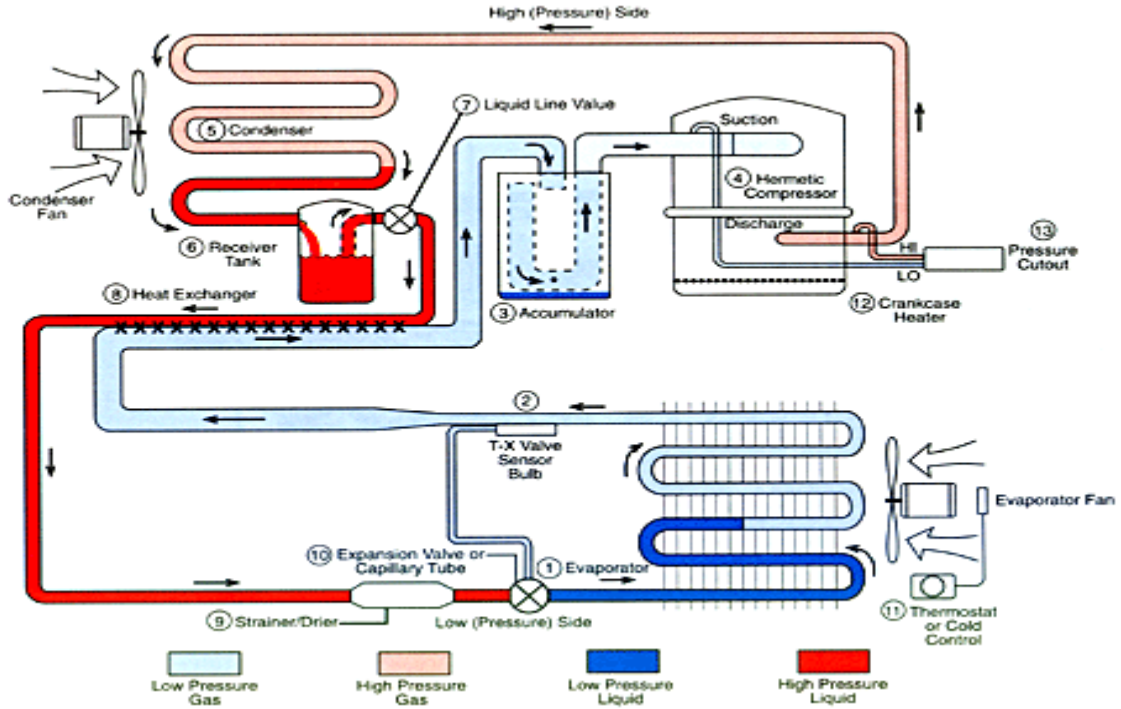 High (Pressure) Side
⑦ Liquid Line Value
Suction
⑤ Condenser
④ Hermetic
Compressor
Condenser
Fan
Discharge
⑥ Receiver
Tank
HI
LO
⑬
Pressure
Cutout
⑧ Heat Exchanger
③ Accumulator
⑫ Crankcase
Heater
②
T-X Valve
Sensor
Bulb
Evaporator Fan
⑩ Expansion Valve or
Capillary Tube
① Evaporator
⑪ Thermostat
or Cold
Control
⑨ Strainer/Drier
Low (Pressure) Side
Low Pressure
Gas
High Pressure
Gas
Low Pressure
Liquid
High Pressure
Liquid